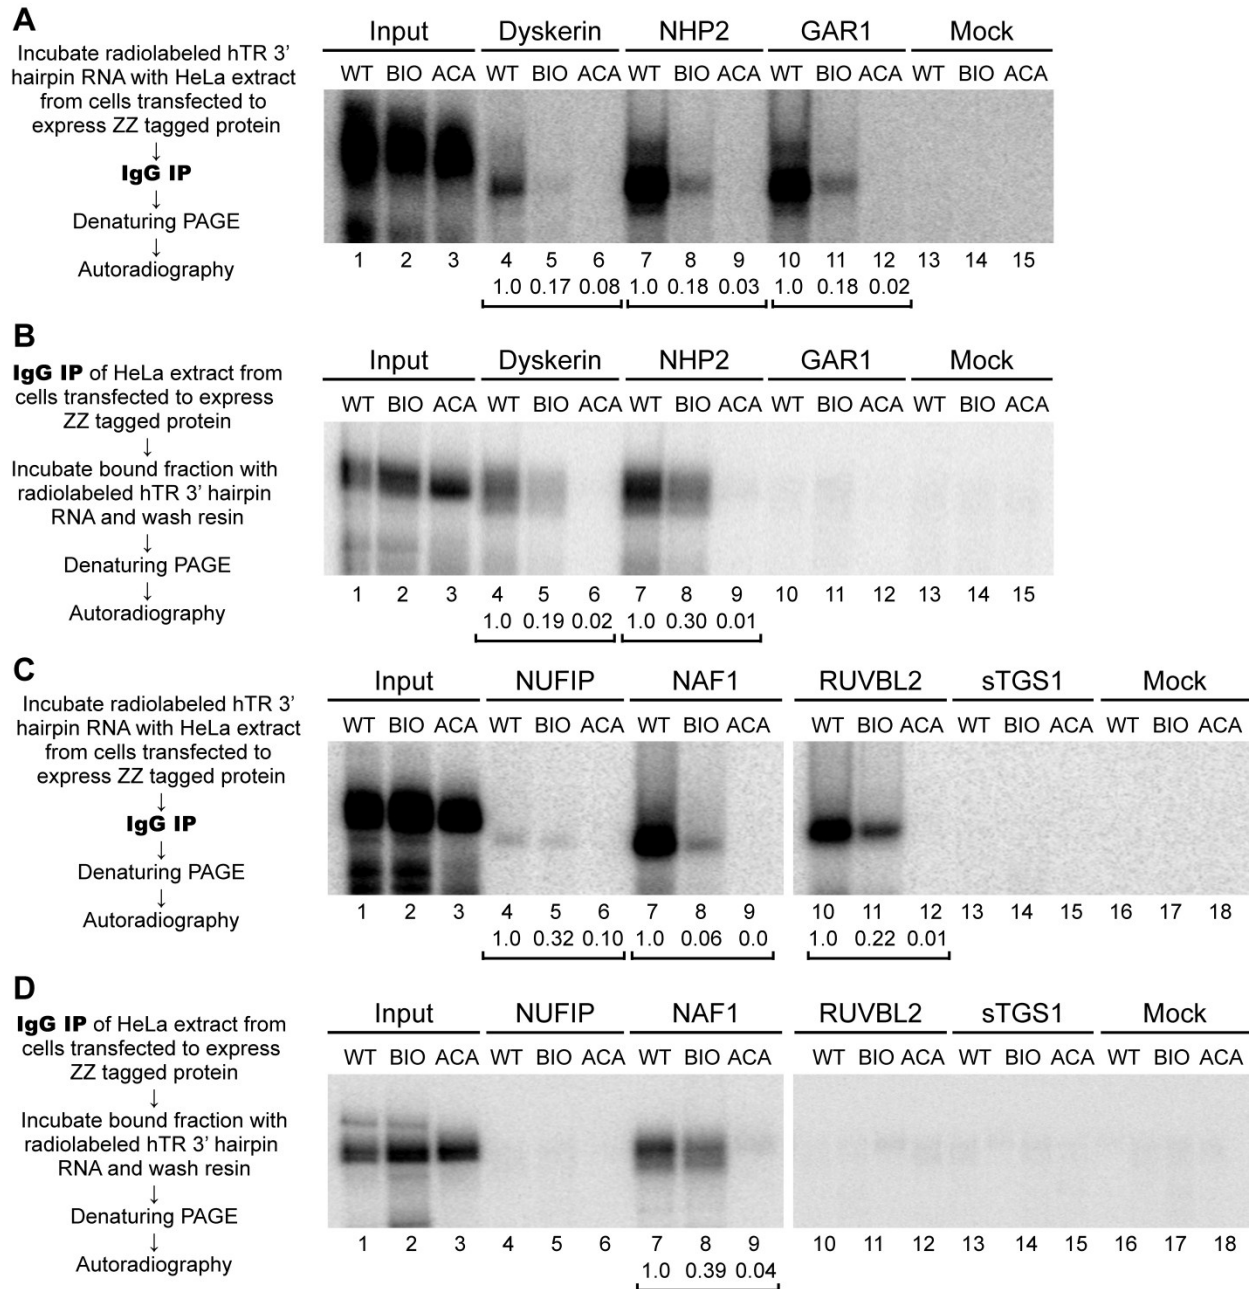 A
Incubate radiolabeled hTR 3’
hairpin RNA with HeLa extract
from cells transfected to
express ZZ tagged protein
↓
IgG IP
↓
Denaturing PAGE
↓
Autoradiography
Input Dyskerin NHP2 GAR1 Mock
WT BIO ACA WT BIO ACA WT BIO ACA WT BIO ACA WT BIO ACA
1 2 3 4 5 6 7 8 9 10 11 12 13 14 15
1.0 0.17 0.08 1.0 0.18 0.03 1.0 0.18 0.02
B
IgG IP of HeLa extract from
cells transfected to express
ZZ tagged protein
↓
Incubate bound fraction with
radiolabeled hTR 3’ hairpin
RNA and wash resin
↓
Denaturing PAGE
↓
Autoradiography
Input Dyskerin NHP2 GAR1 Mock
WT BIO ACA WT BIO ACA WT BIO ACA WT BIO ACA WT BIO ACA
1 2 3 4 5 6 7 8 9 10 11 12 13 14 15
1.0 0.19 0.02 1.0 0.30 0.01
C
Incubate radiolabeled hTR 3’
hairpin RNA with HeLa extract
from cells transfected to
express ZZ tagged protein
↓
IgG IP
↓
Denaturing PAGE
↓
Autoradiography
Input NUFIP NAF1 RUVBL2 sTGS1 Mock
WT BIO ACA WT BIO ACA WT BIO ACA WT BIO ACA WT BIO ACA WT BIO ACA
1 2 3 4 5 6 7 8 9 10 11 12 13 14 15 16 17 18
1.0 0.32 0.10 1.0 0.06 0.0 1.0 0.22 0.01
D
IgG IP of HeLa extract from
cells transfected to express
ZZ tagged protein
↓
Incubate bound fraction with
radiolabeled hTR 3’ hairpin
RNA and wash resin
↓
Denaturing PAGE
↓
Autoradiography
Input NUFIP NAF1 RUVBL2 sTGS1 Mock
WT BIO ACA WT BIO ACA WT BIO ACA WT BIO ACA WT BIO ACA WT BIO ACA
1 2 3 4 5 6 7 8 9 10 11 12 13 14 15 16 17 18
1.0 0.39 0.04